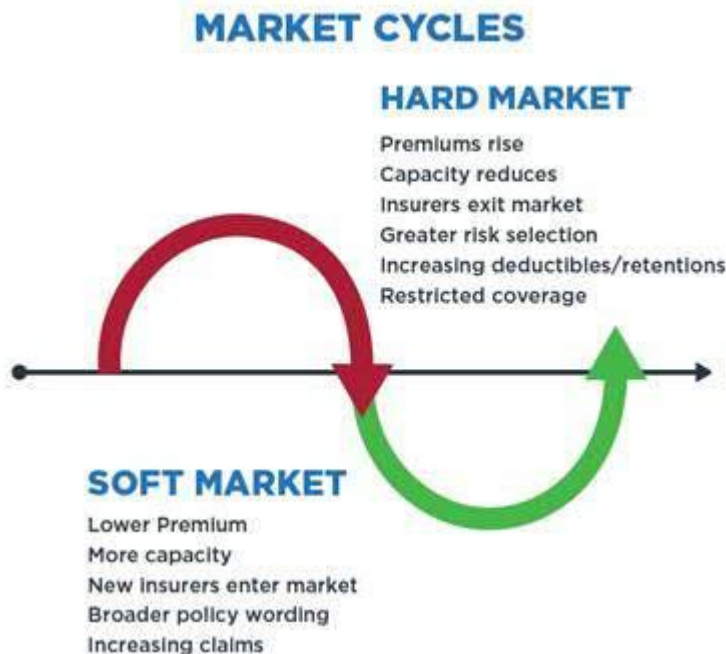 MARKET CYCLES
HARD MARKET
Premiums rise
Capacity reduces
Insurers exit market
Greater risk selection
Increasing deductibles/retentions
Restricted coverage
SOFT MARKET
Lower Premium
More capacity
New insurers enter market
Broader policy wording
Increasing claims